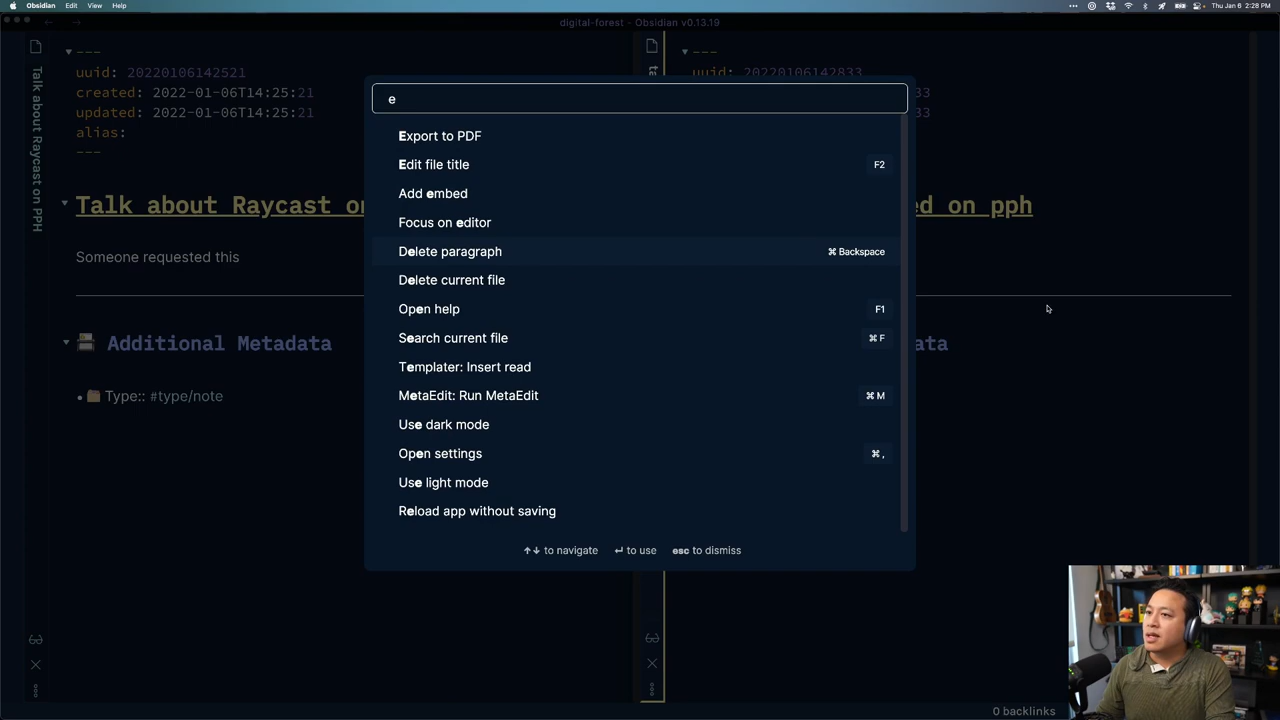 Obsidian Edit View Help
Thu Jan 6 2:28 PM
digital-forest - Obsidian v0.13.19
Talk about Raycast on PPH
---
uuid: 20220106142521
created: 2022-01-06T14:25:21
updated: 2022-01-06T14:25:21
alias:
---
Talk about Raycast on
Someone requested this
Additional Metadata
Type:: #type/note
e
Export to PDF
Edit file title F2
Add embed
Focus on editor
Delete paragraph ⌘ Backspace
Delete current file
Open help F1
Search current file ⌘ F
Templater: Insert read
MetaEdit: Run MetaEdit ⌘ M
Use dark mode
Open settings ⌘ ,
Use light mode
Reload app without saving
↑↓ to navigate ↵ to use esc to dismiss
---
uuid: 20220106142833
33
33
ed on pph
data
0 backlinks